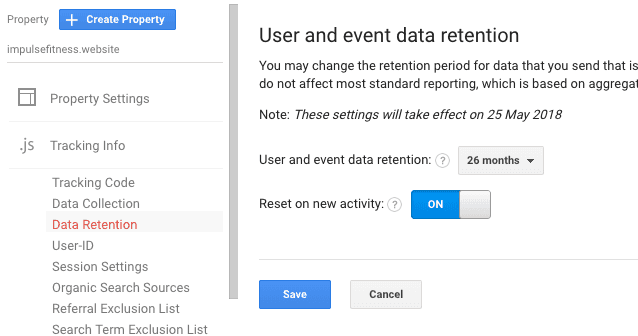 Property
+ Create Property
impulsefitness.website
Property Settings
.js Tracking Info
Tracking Code
Data Collection
Data Retention
User-ID
Session Settings
Organic Search Sources
Referral Exclusion List
Search Term Exclusion List
User and event data retention
You may change the retention period for data that you send that is
do not affect most standard reporting, which is based on aggregat
Note: These settings will take effect on 25 May 2018
User and event data retention: ? 26 months
Reset on new activity: ? ON
Save Cancel